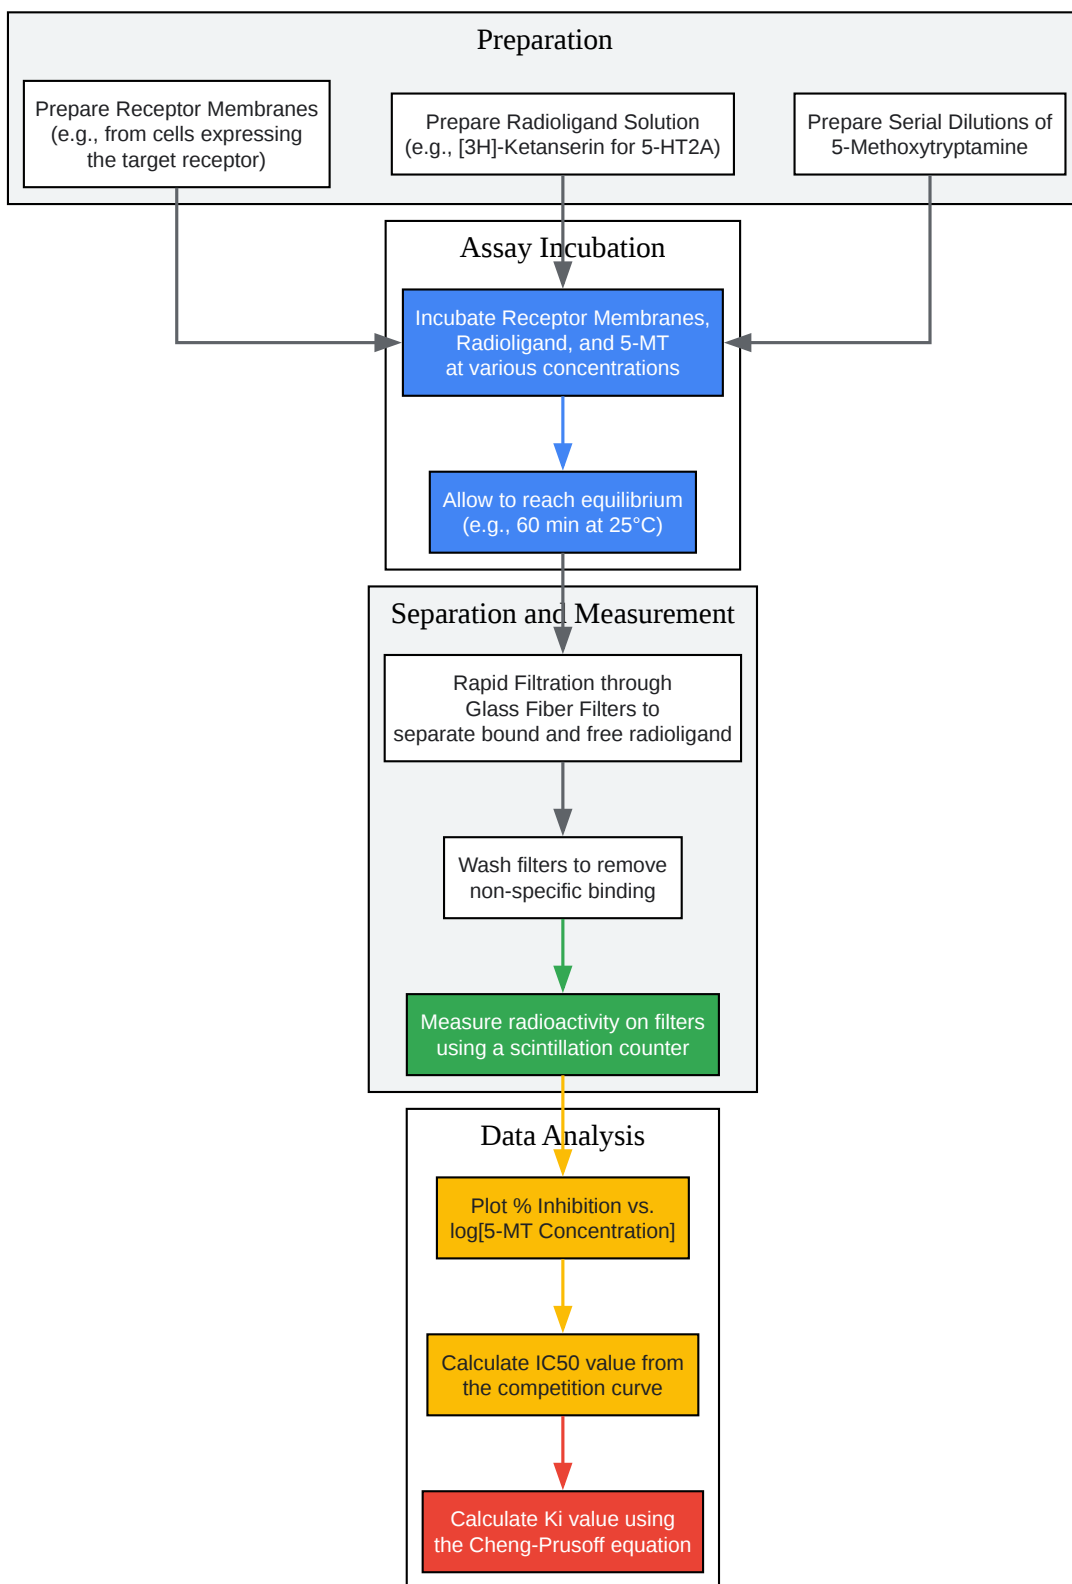 Preparation
Prepare Receptor Membranes
(e.g., from cells expressing
the target receptor)
Prepare Radioligand Solution
(e.g., [3H]-Ketanserin for 5-HT2A)
Prepare Serial Dilutions of
5-Methoxytryptamine
Assay Incubation
Incubate Receptor Membranes,
Radioligand, and 5-MT
at various concentrations
Allow to reach equilibrium
(e.g., 60 min at 25°C)
Separation and Measurement
Rapid Filtration through
Glass Fiber Filters to
separate bound and free radioligand
Wash filters to remove
non-specific binding
Measure radioactivity on filters
using a scintillation counter
Data Analysis
Plot % Inhibition vs.
log[5-MT Concentration]
Calculate IC50 value from
the competition curve
Calculate Ki value using
the Cheng-Prusoff equation